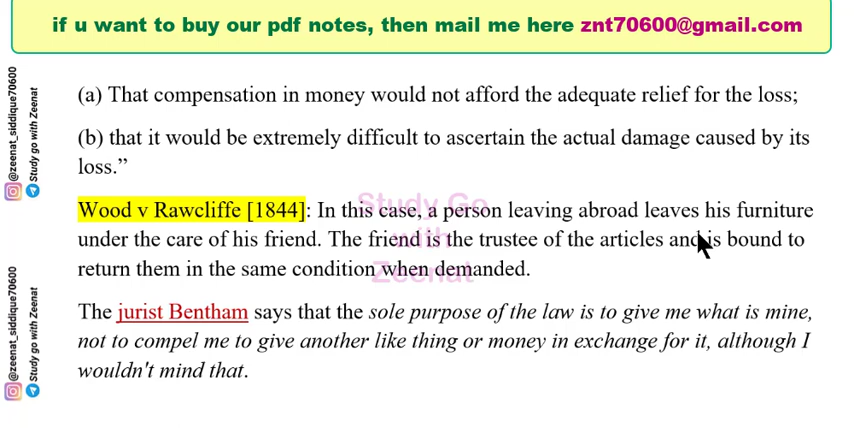 if u want to buy our pdf notes, then mail me here znt70600@gmail.com
(a) That compensation in money would not afford the adequate relief for the loss;
(b) that it would be extremely difficult to ascertain the actual damage caused by its
loss.”
Wood v Rawcliffe [1844]: In this case, a person leaving abroad leaves his furniture
under the care of his friend. The friend is the trustee of the articles and is bound to
return them in the same condition when demanded.
The jurist Bentham says that the sole purpose of the law is to give me what is mine,
not to compel me to give another like thing or money in exchange for it, although I
wouldn't mind that.
Study Go
with
Zeenat
@zeenat_siddique70600
Study go with Zeenat
@zeenat_siddique70600
Study go with Zeenat